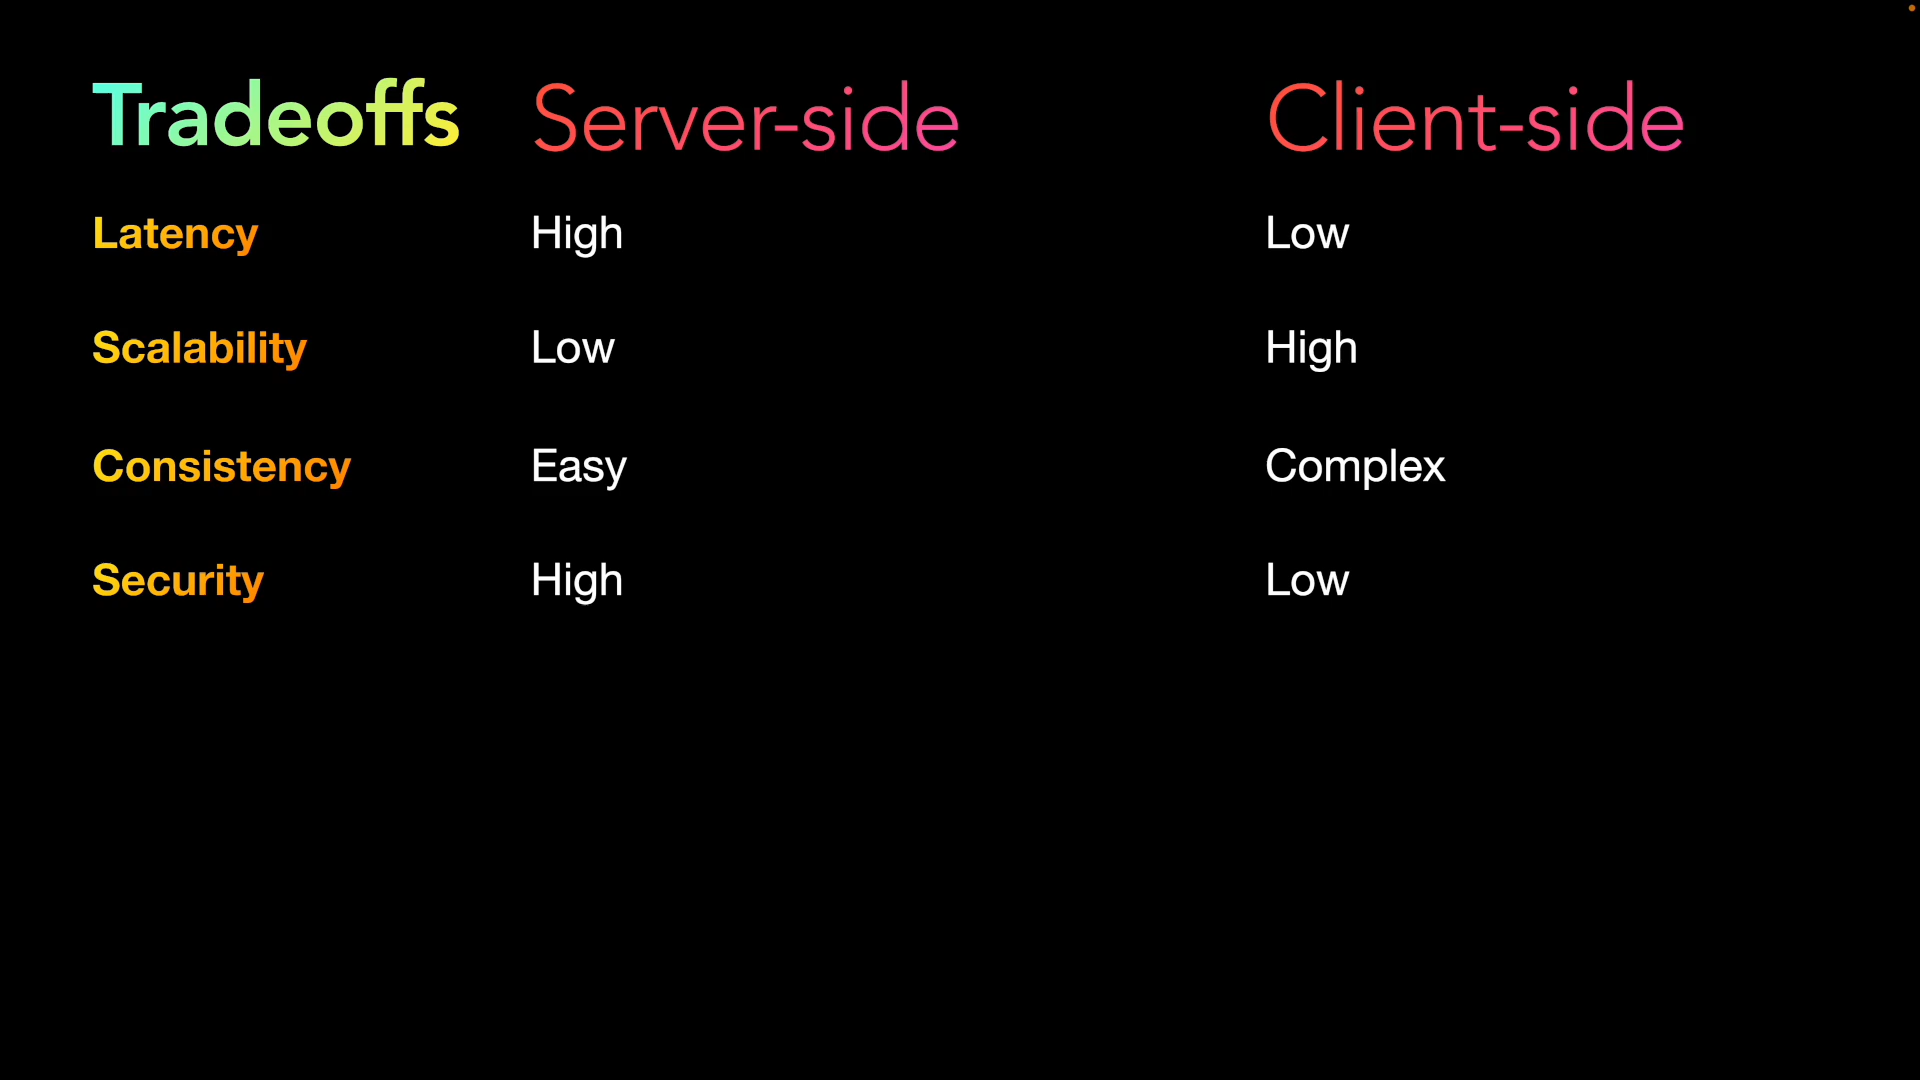 Tradeoffs Server-side Client-side
Latency High Low
Scalability Low High
Consistency Easy Complex
Security High Low